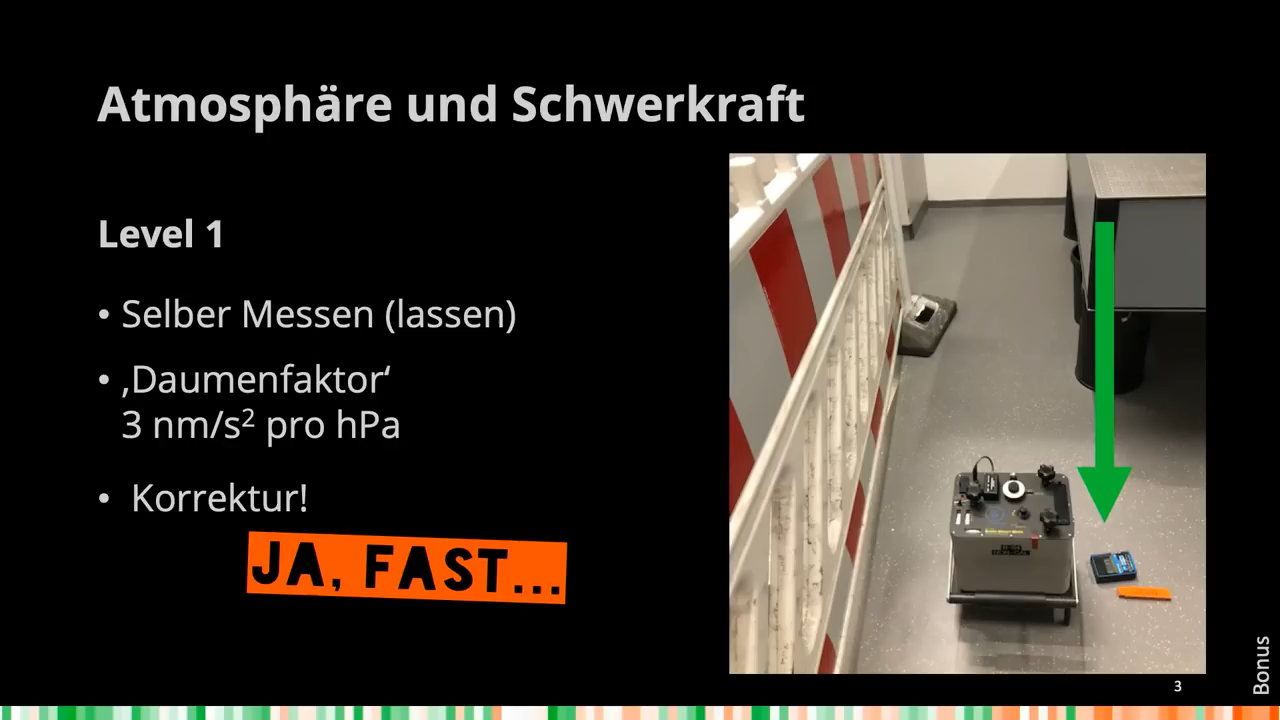 Atmosphäre und Schwerkraft
Level 1
• Selber Messen (lassen)
• ‚Daumenfaktor‘
3 nm/s² pro hPa
• Korrektur!
JA, FAST...
3
Bonus